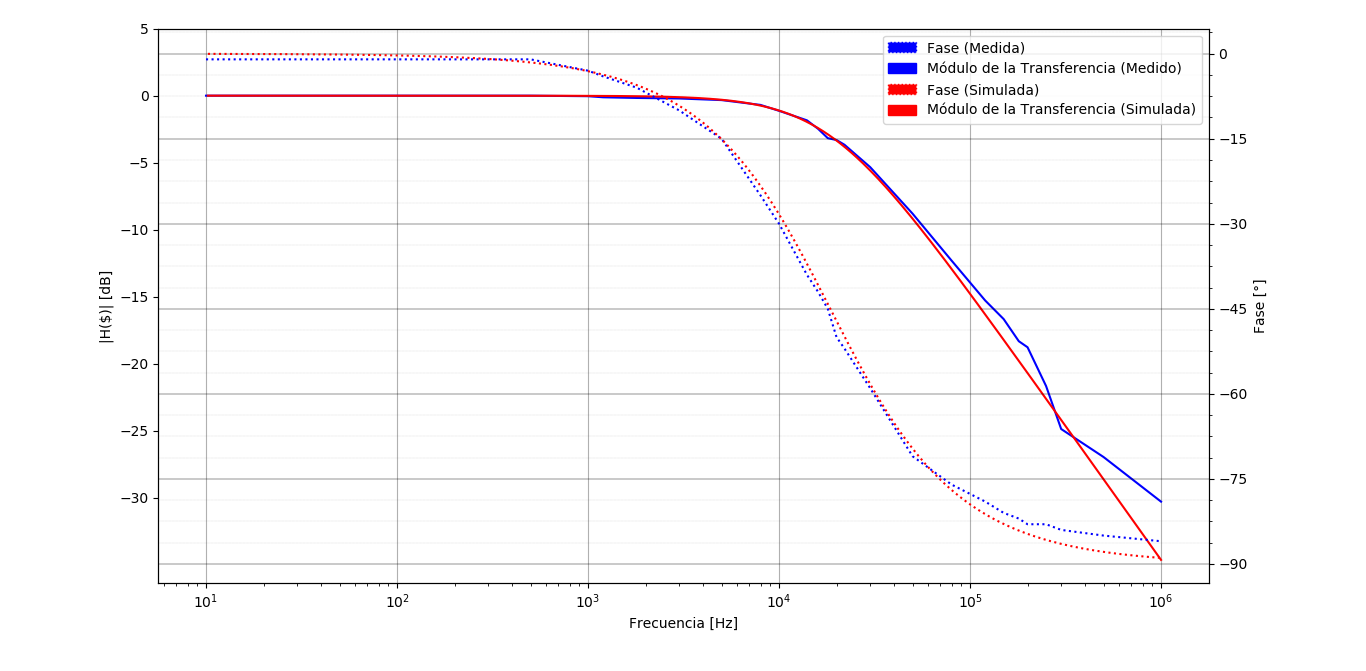 5
0
−5
−10
−15
−20
−25
−30
|H($)| [dB]
Fase (Medida)
Módulo de la Transferencia (Medido)
Fase (Simulada)
Módulo de la Transferencia (Simulada)
0
−15
−30
−45
−60
−75
−90
Fase [°]
10¹ 10² 10³ 10⁴ 10⁵ 10⁶
Frecuencia [Hz]